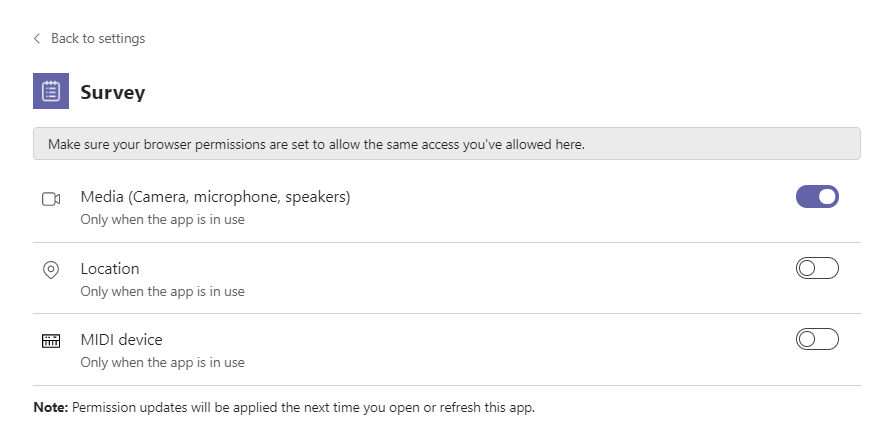 Back to settings
Survey
Make sure your browser permissions are set to allow the same access you've allowed here.
Media (Camera, microphone, speakers)
Only when the app is in use
Location
Only when the app is in use
MIDI device
Only when the app is in use
Note: Permission updates will be applied the next time you open or refresh this app.